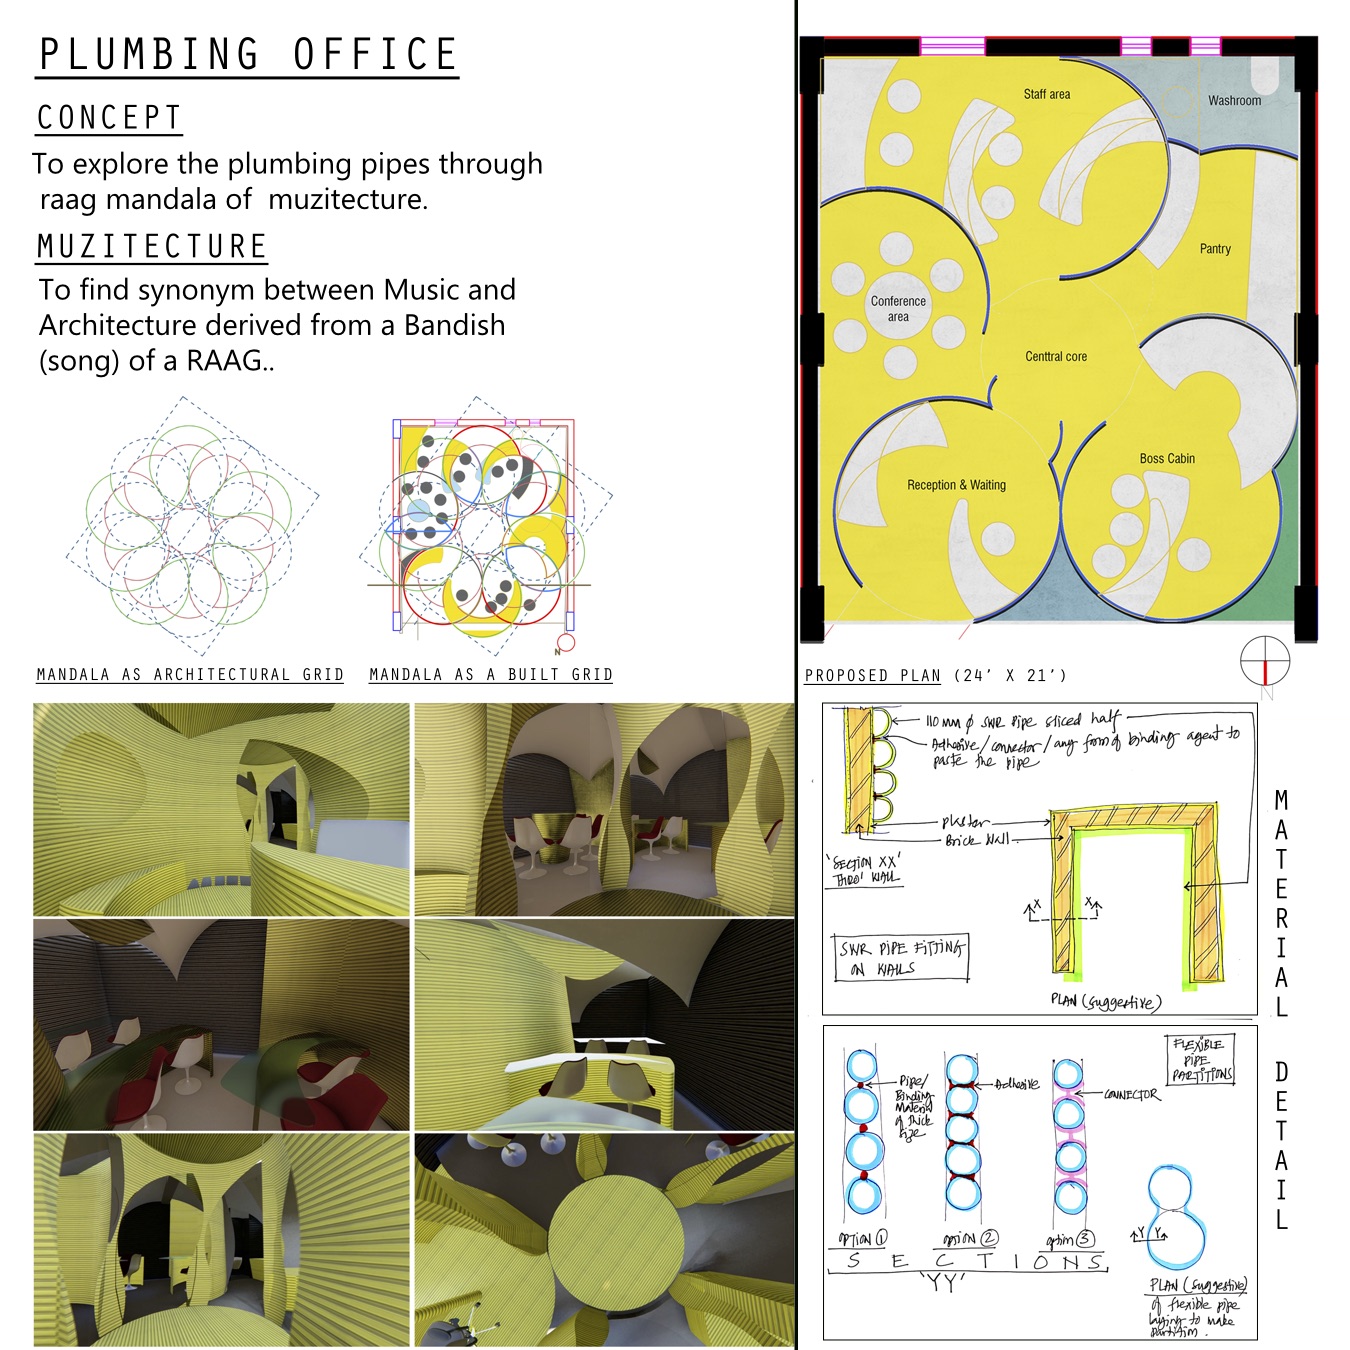 PLUMBING OFFICE
CONCEPT
To explore the plumbing pipes through
raag mandala of muzitecture.
MUZITECTURE
To find synonym between Music and
Architecture derived from a Bandish
(song) of a RAAG..
N
MANDALA AS ARCHITECTURAL GRID
MANDALA AS A BUILT GRID
Staff area
Washroom
Pantry
Conference
area
Centtral core
Boss Cabin
Reception & Waiting
N
PROPOSED PLAN (24' X 21')
110 mm φ SWR pipe sliced half
Adhesive/connector/any form of binding agent to
paste the pipe
plaster
Brick wall.
'SECTION XX'
THRO' WALL
X X
SWR PIPE FITTING
ON WALLS
PLAN (suggestive)
MATERIAL DETAIL
FLEXIBLE
PIPE
PARTITIONS
Pipe/
Binding
Material
of thick
size
Adhesive
CONNECTOR
OPTION 1
option 2
option 3
SECTIONS
'YY'
Y Y
PLAN (suggestive)
of flexible pipe
laying to make
partition.